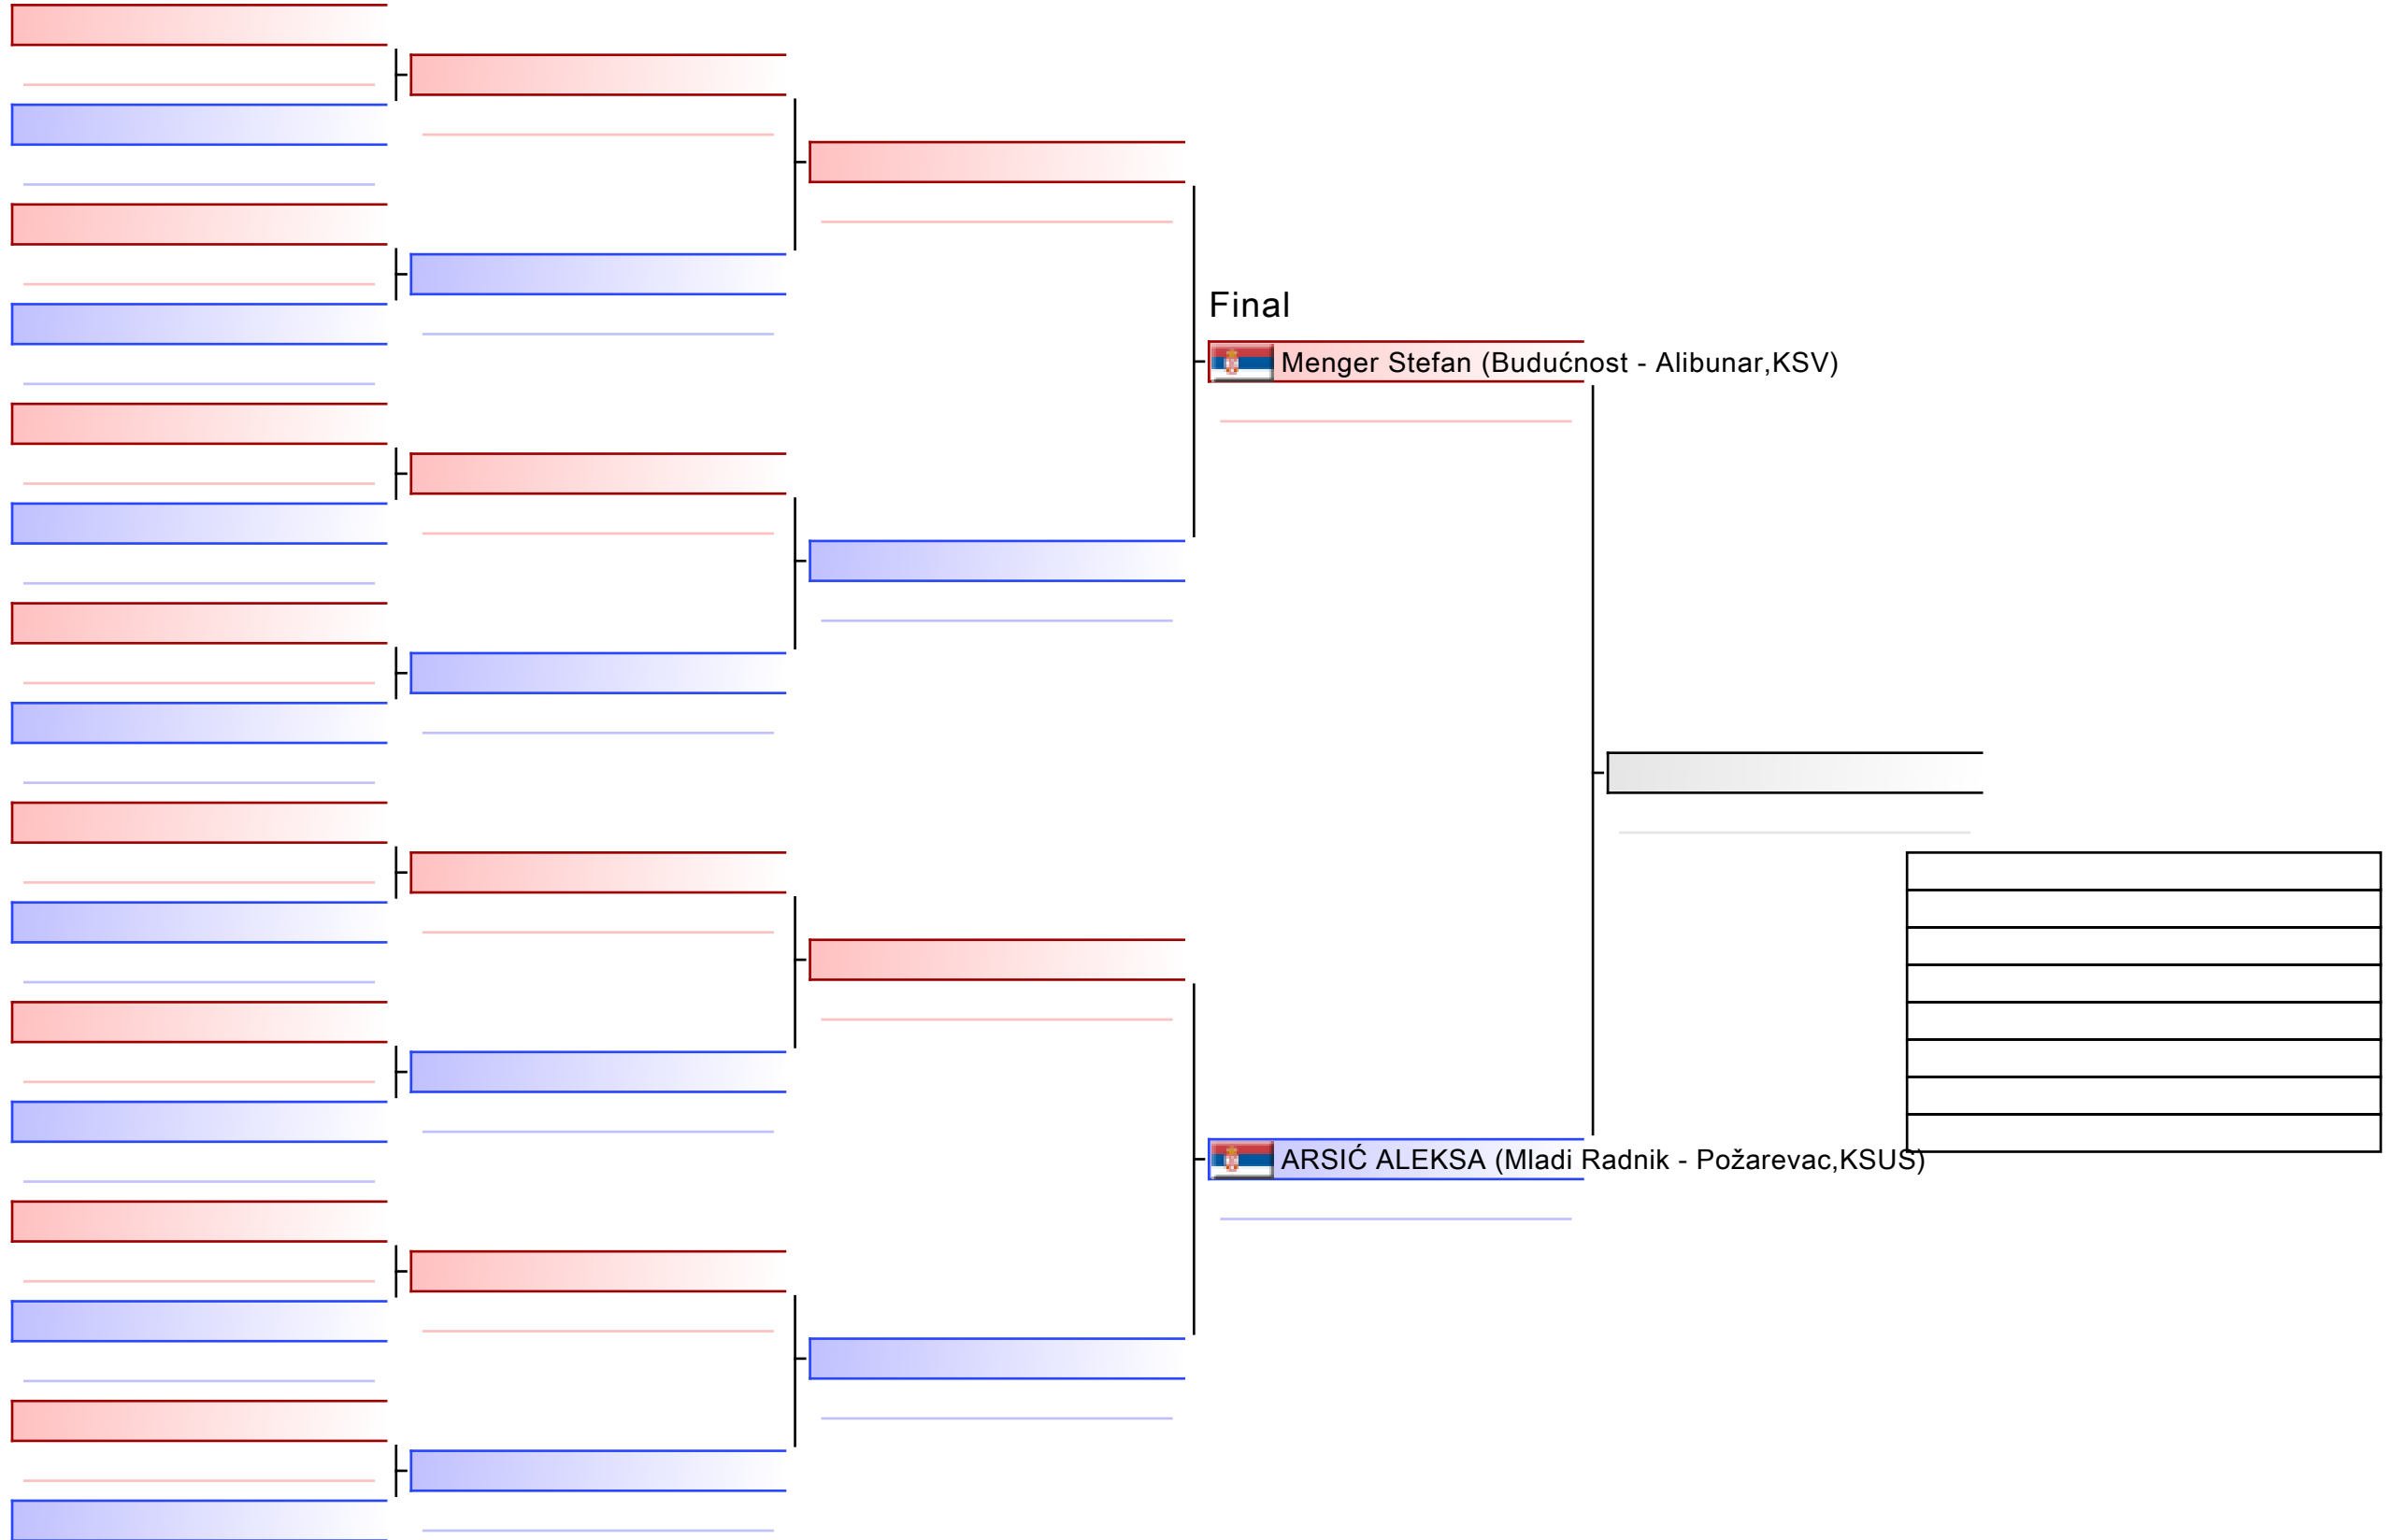 Final
Menger Stefan (Budućnost - Alibunar,KSV)
ARSIĆ ALEKSA (Mladi Radnik - Požarevac,KSUS)